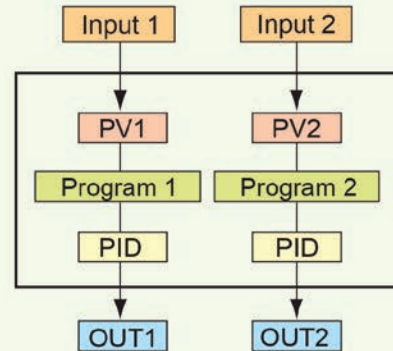 Input 1 Input 2
PV1 PV2
Program 1 Program 2
PID PID
OUT1 OUT2